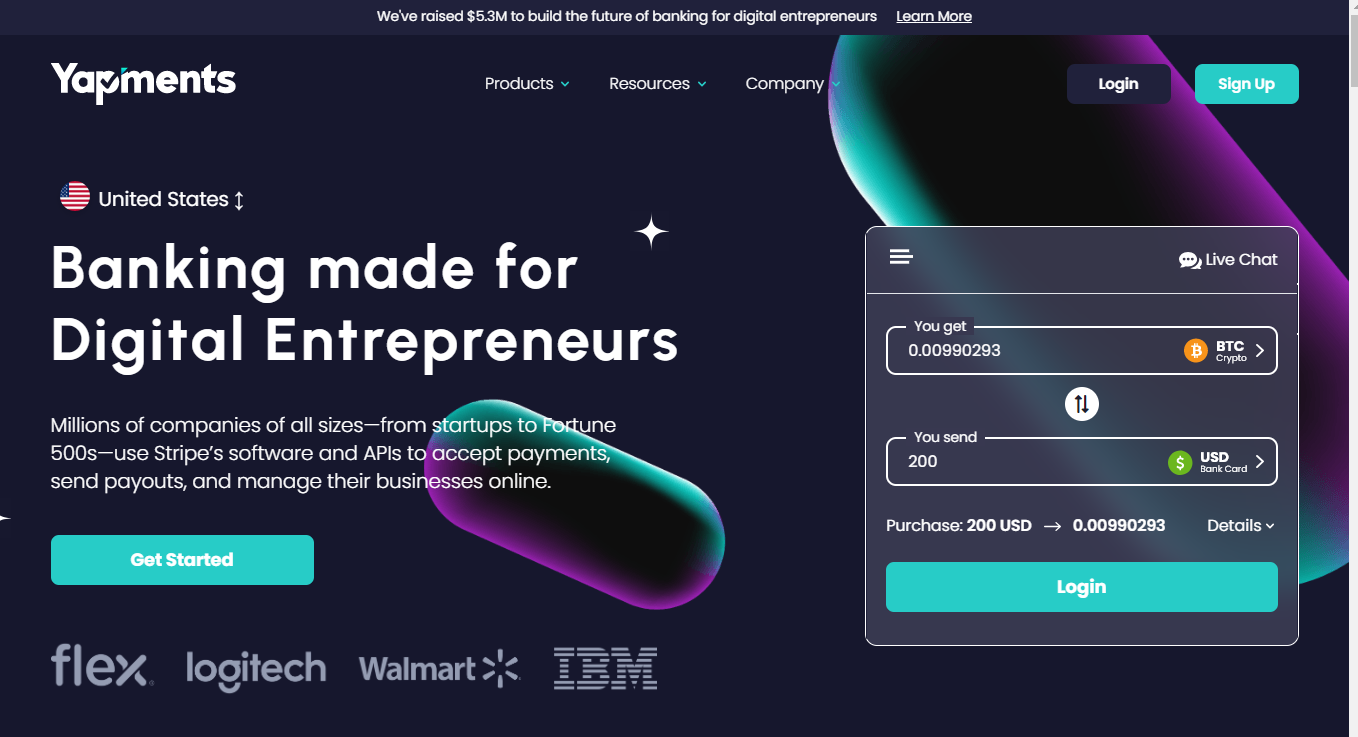 We've raised $5.3M to build the future of banking for digital entrepreneurs Learn More
Yapments
Products
Resources
Company
Login
Sign Up
United States
Banking made for
Digital Entrepreneurs
Millions of companies of all sizes—from startups to Fortune
500s—use Stripe’s software and APIs to accept payments,
send payouts, and manage their businesses online.
Get Started
flex
logitech
Walmart
IBM
Live Chat
You get
0.00990293
BTC
Crypto
You send
200
$
USD
Bank Card
Purchase: 200 USD → 0.00990293
Details
Login